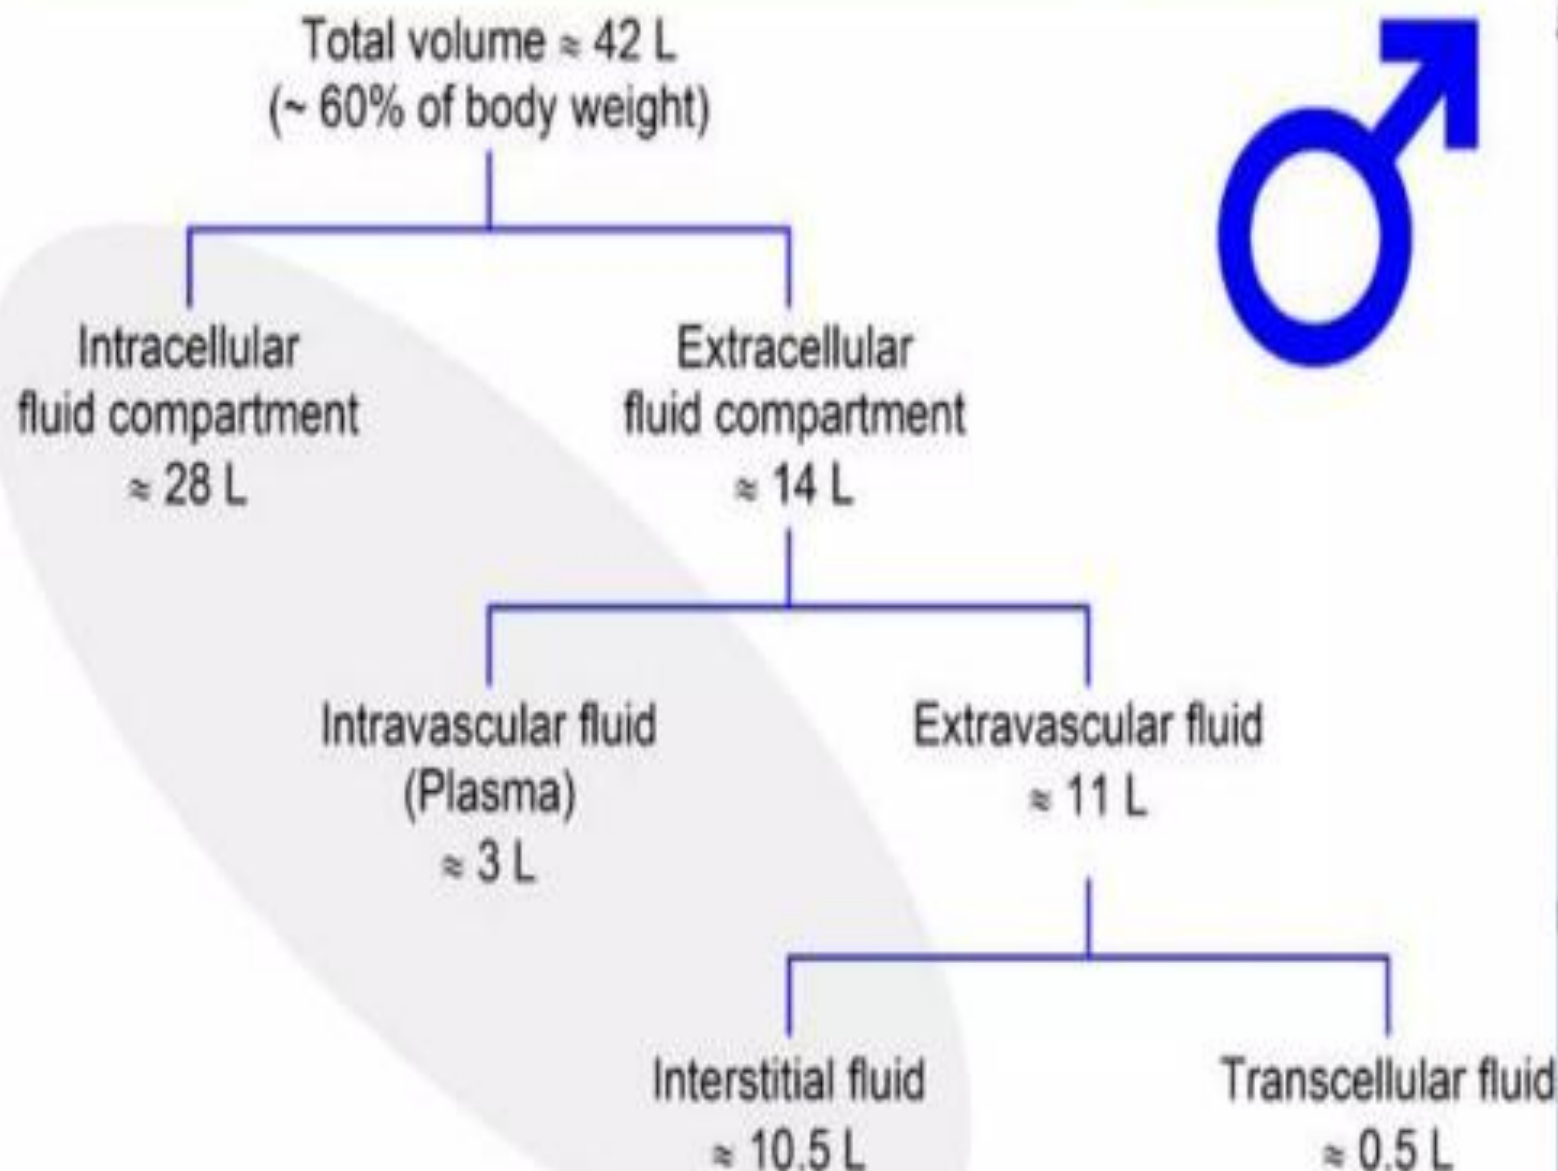 Total volume ≈ 42 L
(~ 60% of body weight)
Intracellular
fluid compartment
≈ 28 L
Extracellular
fluid compartment
≈ 14 L
Intravascular fluid
(Plasma)
≈ 3 L
Extravascular fluid
≈ 11 L
Interstitial fluid
≈ 10.5 L
Transcellular fluid
≈ 0.5 L